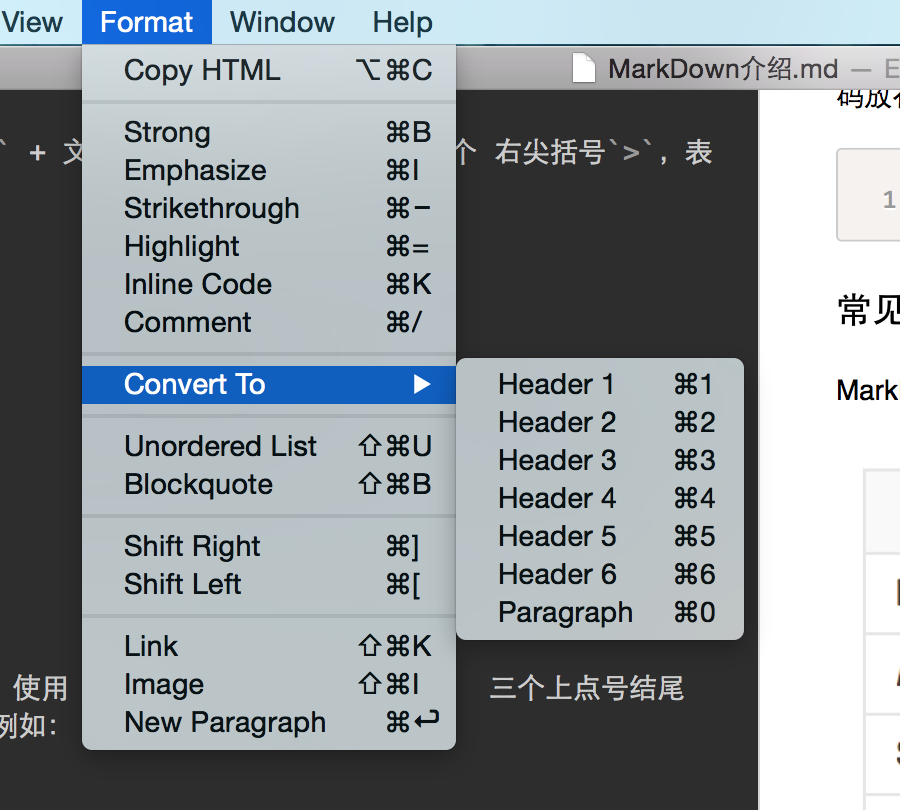 View Format Window Help
Copy HTML ⌥⌘C
MarkDown介绍.md — E
码放
` + 文
个 右尖括号`>`，表
Strong ⌘B
Emphasize ⌘I
Strikethrough ⌘−
Highlight ⌘=
Inline Code ⌘K
Comment ⌘/
1
常见
Convert To ▶
Header 1 ⌘1
Header 2 ⌘2
Header 3 ⌘3
Header 4 ⌘4
Header 5 ⌘5
Header 6 ⌘6
Paragraph ⌘0
Mark
Unordered List ⇧⌘U
Blockquote ⇧⌘B
Shift Right ⌘]
Shift Left ⌘[
Link ⇧⌘K
Image ⇧⌘I
New Paragraph ⌘↩
使用
三个上点号结尾
例如：